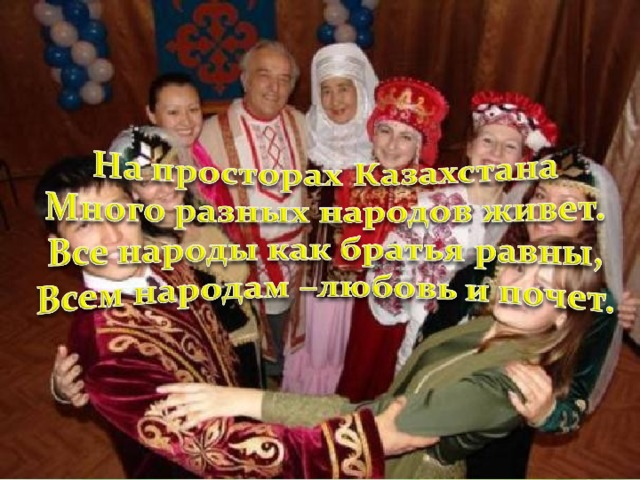 На просторах Казахстана
Много разных народов живет.
Все народы как братья равны,
Всем народам –любовь и почет.